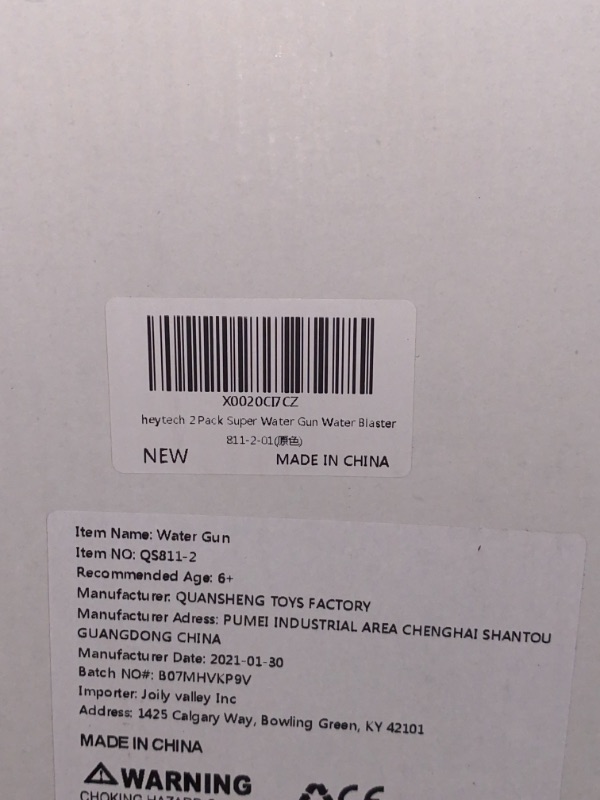 X0020CI7CZ
heytech 2 Pack Super Water Gun Water Blaster
811-2-01(原色)
NEW MADE IN CHINA
Item Name: Water Gun
Item NO: QS811-2
Recommended Age: 6+
Manufacturer: QUANSHENG TOYS FACTORY
Manufacturer Adress: PUMEI INDUSTRIAL AREA CHENGHAI SHANTOU
GUANGDONG CHINA
Manufacturer Date: 2021-01-30
Batch NO#: B07MHVKP9V
Importer: Joily valley Inc
Address: 1425 Calgary Way, Bowling Green, KY 42101
MADE IN CHINA
WARNING
CHOKING HAZARD